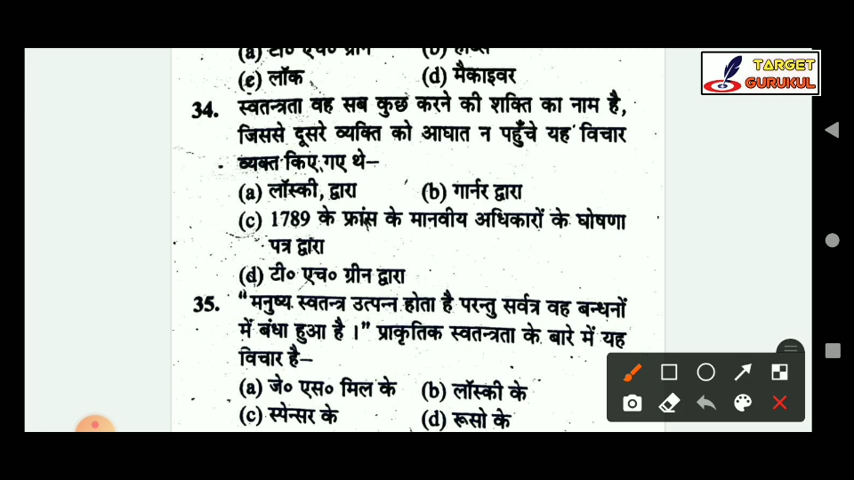 (a) टी० एच० ग्रीन (b) हॉब्स
(c) लॉक (d) मैकाइवर
TARGET
GURUKUL
34. स्वतन्त्रता वह सब कुछ करने की शक्ति का नाम है,
जिससे दूसरे व्यक्ति को आघात न पहुँचे यह विचार
व्यक्त किए गए थे–
(a) लॉस्की, द्वारा (b) गार्नर द्वारा
(c) 1789 के फ्रांस के मानवीय अधिकारों के घोषणा
पत्र द्वारा
(d) टी० एच० ग्रीन द्वारा
35. "मनुष्य स्वतन्त्र उत्पन्न होता है परन्तु सर्वत्र वह बन्धनों
में बंधा हुआ है।" प्राकृतिक स्वतन्त्रता के बारे में यह
विचार है–
(a) जे० एस० मिल के (b) लॉस्की के
(c) स्पेन्सर के (d) रूसो के